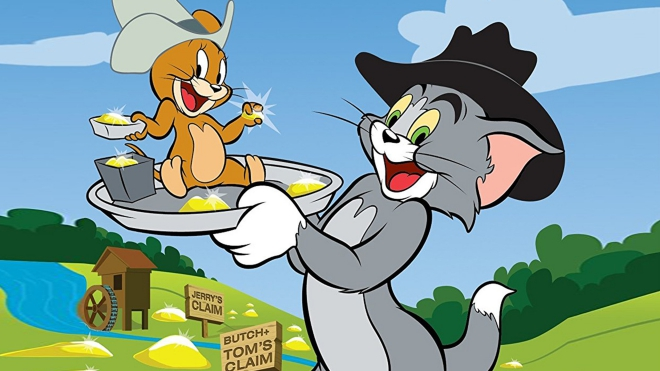 JERRY'S
CLAIM
BUTCH+
TOM'S
CLAIM